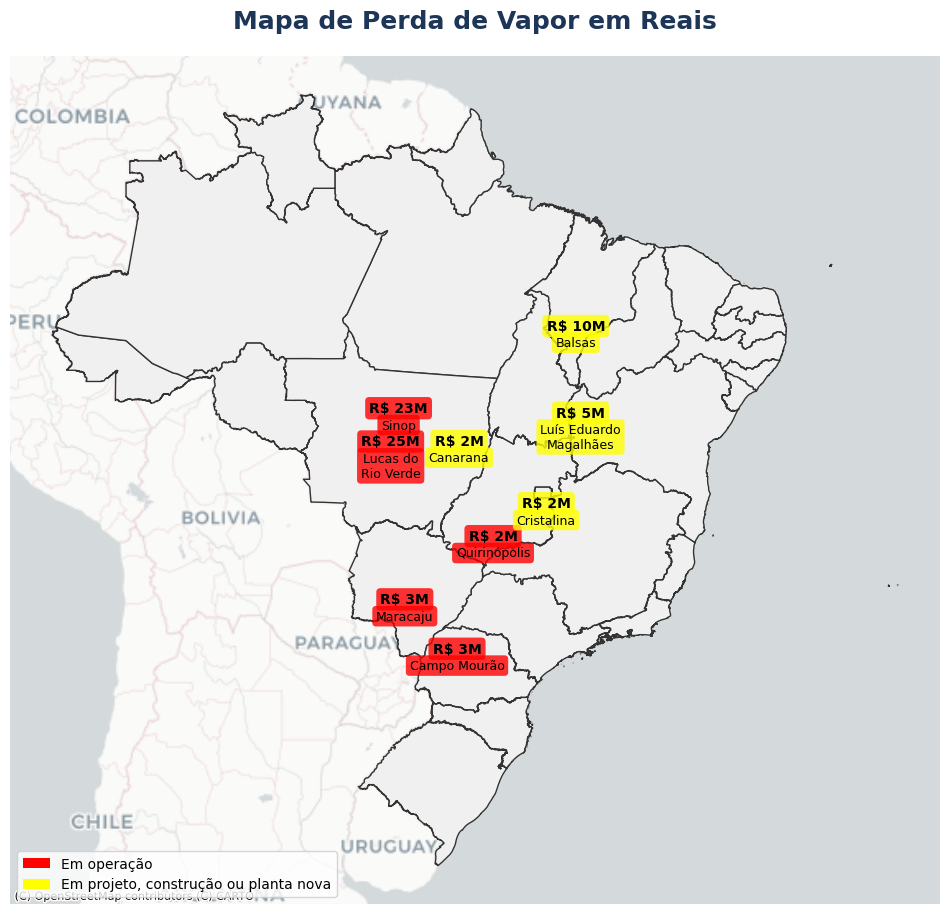 Mapa de Perda de Vapor em Reais
UYANA
COLOMBIA
PERU
R$ 10M
Balsas
R$ 23M
Sinop
R$ 5M
Luís Eduardo
Magalhães
R$ 25M
Lucas do
Rio Verde
R$ 2M
Canarana
R$ 2M
Cristalina
BOLIVIA
R$ 2M
Quirinópolis
R$ 3M
Maracaju
PARAGUAY
R$ 3M
Campo Mourão
CHILE
URUGUAY
Em operação
Em projeto, construção ou planta nova
(C) OpenStreetMap contributors (C) CARTO
NA